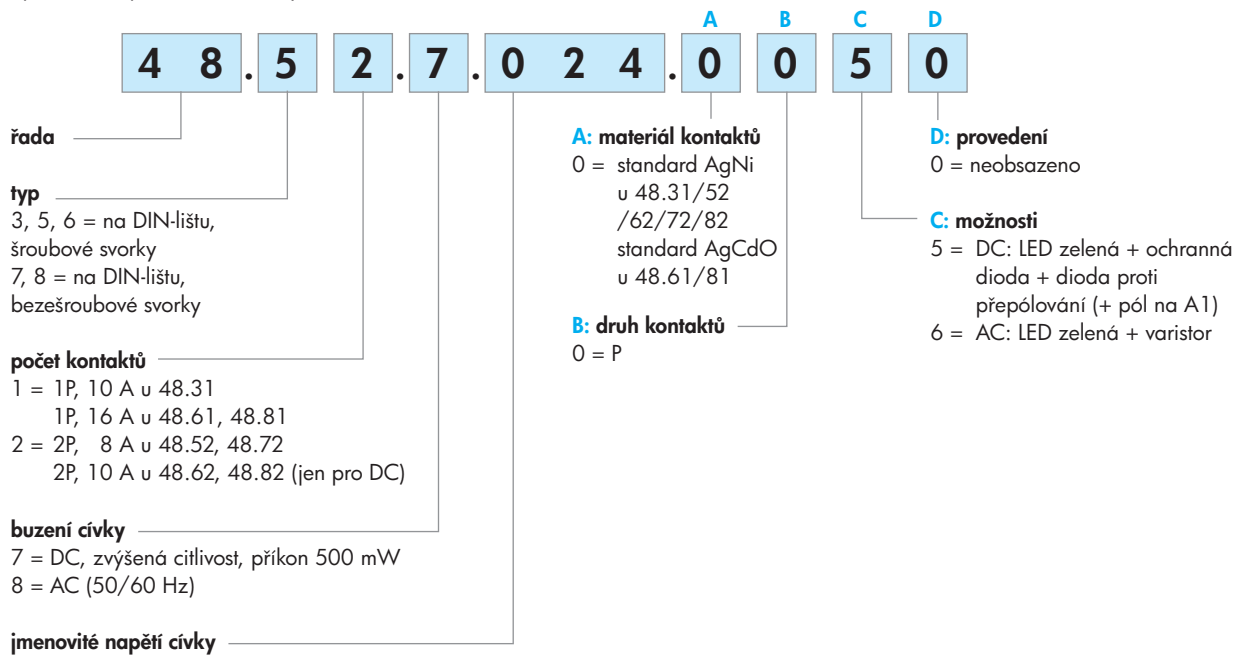 A B C D
4 8 . 5 2 . 7 . 0 2 4 . 0 0 5 0
řada
typ
3, 5, 6 = na DIN-lištu,
šroubové svorky
7, 8 = na DIN-lištu,
bezešroubové svorky
počet kontaktů
1 = 1P, 10 A u 48.31
1P, 16 A u 48.61, 48.81
2 = 2P, 8 A u 48.52, 48.72
2P, 10 A u 48.62, 48.82 (jen pro DC)
buzení cívky
7 = DC, zvýšená citlivost, příkon 500 mW
8 = AC (50/60 Hz)
jmenovité napětí cívky
A: materiál kontaktů
0 = standard AgNi
u 48.31/52
/62/72/82
standard AgCdO
u 48.61/81
B: druh kontaktů
0 = P
D: provedení
0 = neobsazeno
C: možnosti
5 = DC: LED zelená + ochranná
dioda + dioda proti
přepólování (+ pól na A1)
6 = AC: LED zelená + varistor